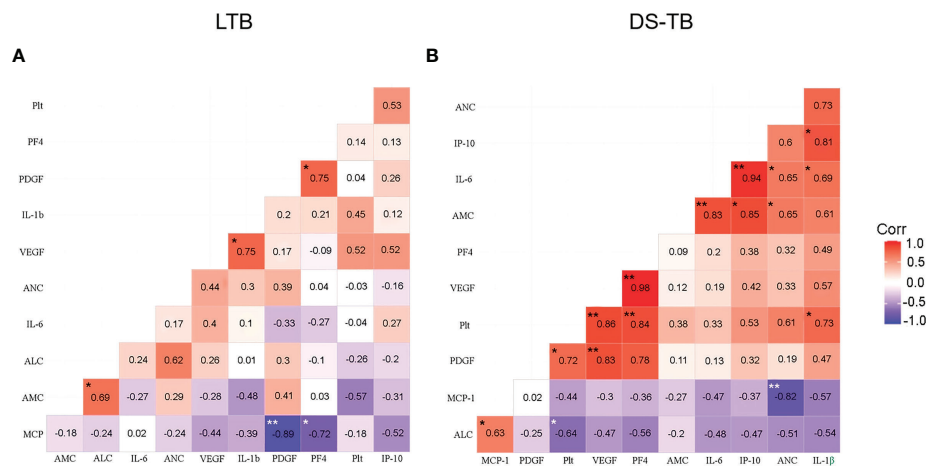 LTB
DS-TB
A
B
Plt 0.53
PF4 0.14 0.13
PDGF * 0.75 0.04 0.26
IL-1b 0.2 0.21 0.45 0.12
VEGF * 0.75 0.17 -0.09 0.52 0.52
ANC 0.44 0.3 0.39 0.04 -0.03 -0.16
IL-6 0.17 0.4 0.1 -0.33 -0.27 -0.04 0.27
ALC 0.24 0.62 0.26 0.01 0.3 -0.1 -0.26 -0.2
AMC * 0.69 -0.27 0.29 -0.28 -0.48 0.41 0.03 -0.57 -0.31
MCP -0.18 -0.24 0.02 -0.24 -0.44 -0.39 ** -0.89 * -0.72 -0.18 -0.52
AMC ALC IL-6 ANC VEGF IL-1b PDGF PF4 Plt IP-10
ANC 0.73
IP-10 0.6 * 0.81
IL-6 ** 0.94 * 0.65 * 0.69
AMC ** 0.83 * 0.85 * 0.65 0.61
PF4 0.09 0.2 0.38 0.32 0.49
VEGF ** 0.98 0.12 0.19 0.42 0.33 0.57
Plt ** 0.86 ** 0.84 0.38 0.33 0.53 0.61 * 0.73
PDGF * 0.72 ** 0.83 0.78 0.11 0.13 0.32 0.19 0.47
MCP-1 0.02 -0.44 -0.3 -0.36 -0.27 -0.47 -0.37 ** -0.82 -0.57
ALC * 0.63 -0.25 * -0.64 -0.47 -0.56 -0.2 -0.48 -0.47 -0.51 -0.54
MCP-1 PDGF Plt VEGF PF4 AMC IL-6 IP-10 ANC IL-1β
Corr
1.0
0.5
0.0
-0.5
-1.0